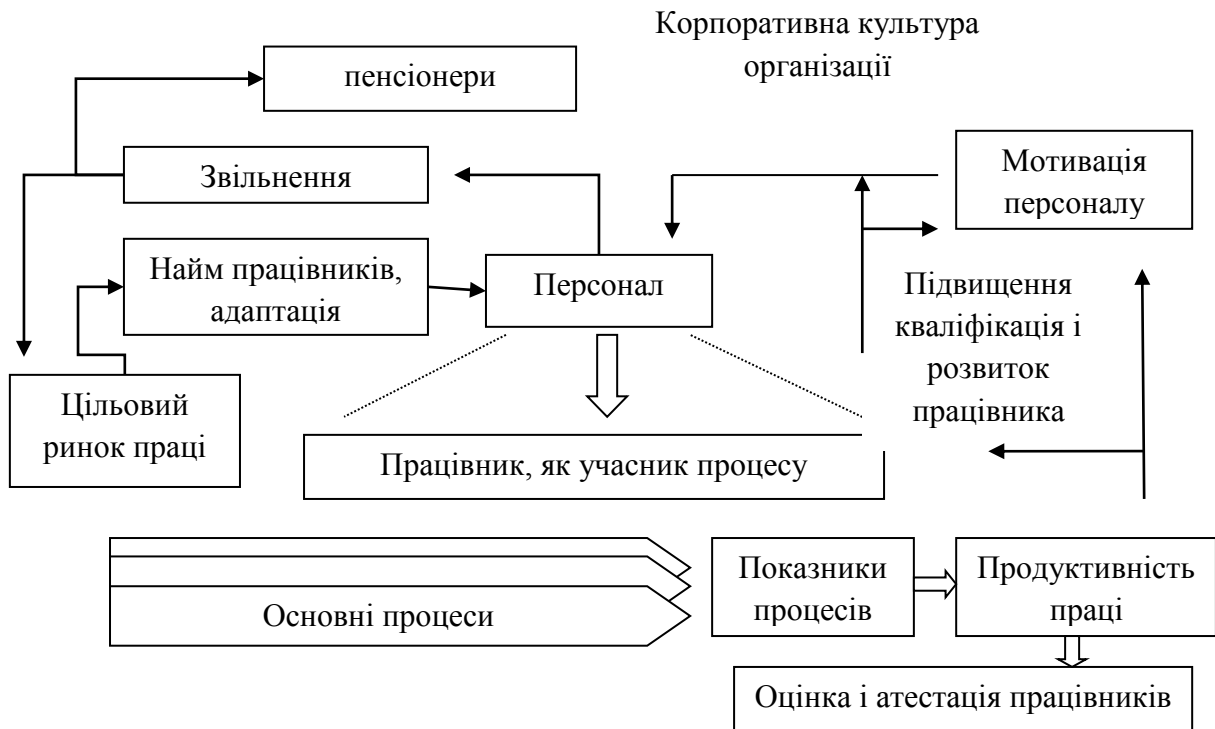 Корпоративна культура
організації
пенсіонери
Звільнення
Мотивація
персоналу
Найм працівників,
адаптація
Персонал
Підвищення
кваліфікація і
розвиток
працівника
Цільовий
ринок праці
Працівник, як учасник процесу
Основні процеси
Показники
процесів
Продуктивність
праці
Оцінка і атестація працівників